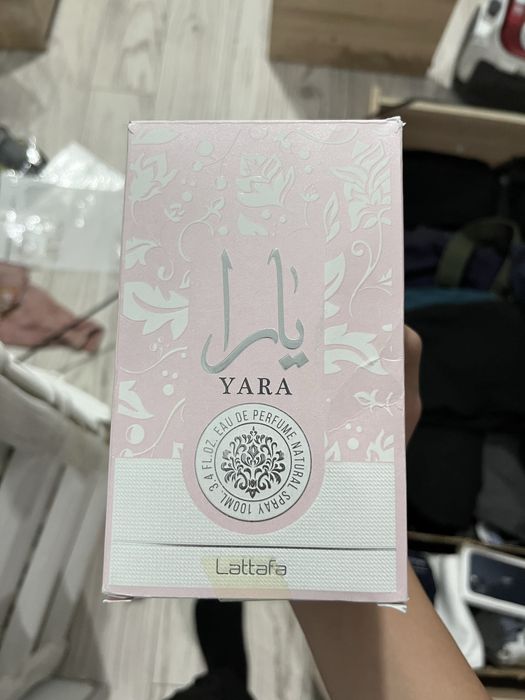 يارا
YARA
100ML. 3.4 FL.OZ. EAU DE PERFUME NATURAL SPRAY
Lattafa